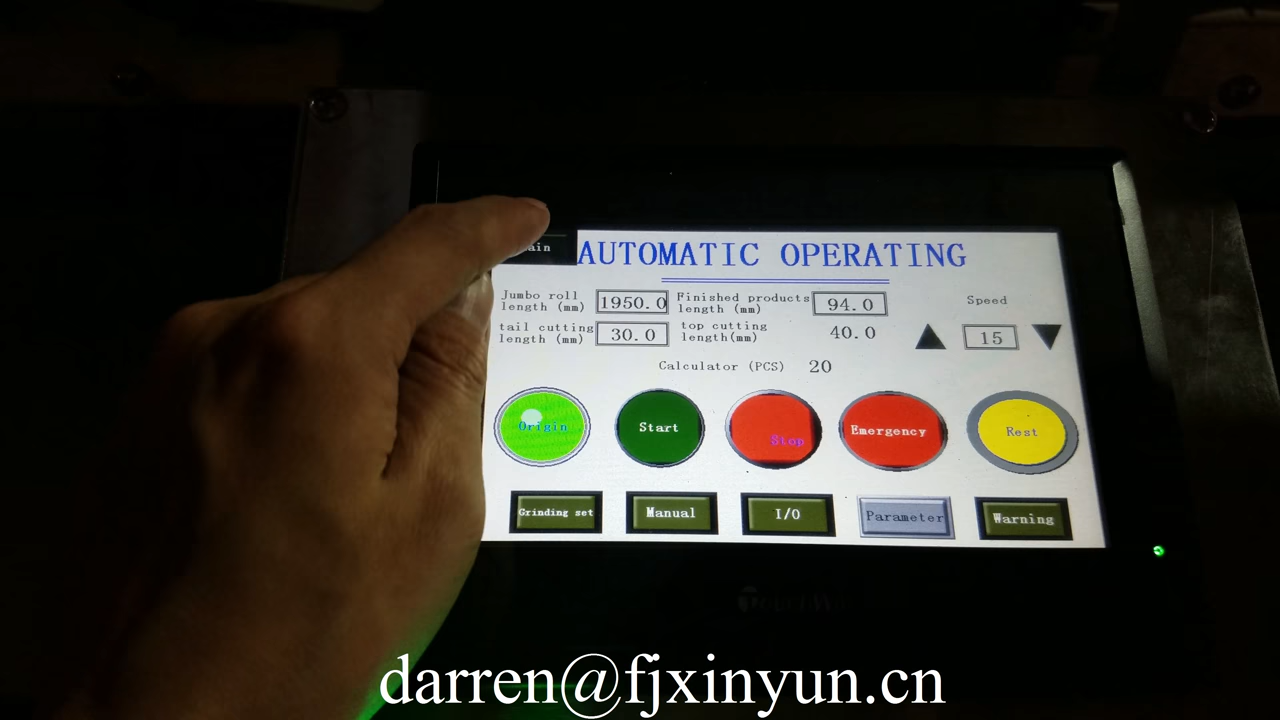 ain
AUTOMATIC OPERATING
Jumbo roll
length (mm)
1950.0
Finished products
length (mm)
94.0
Speed
tail cutting
length (mm)
30.0
top cutting
length(mm)
40.0
15
Calculator (PCS) 20
Origin
Start
Stop
Emergency
Rest
Grinding set
Manual
I/O
Parameter
Warning
darren@fjxinyun.cn